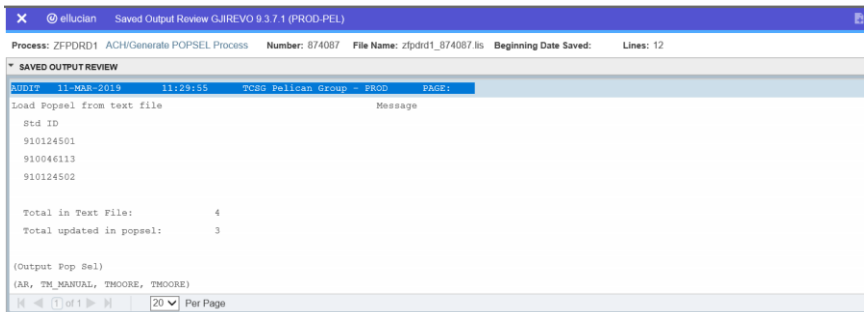 ellucian Saved Output Review GJIREVO 9.3.7.1 (PROD-PEL)
Process: ZFPDRD1 ACH/Generate POPSEL Process Number: 874087 File Name: zfpdrd1_874087.lis Beginning Date Saved: Lines: 12
SAVED OUTPUT REVIEW
AUDIT 11-MAR-2019 11:29:55 TCSG Pelican Group - PROD PAGE:
Load Popsel from text file Message
Std ID
910124501
910046113
910124502
Total in Text File: 4
Total updated in popsel: 3
(Output Pop Sel)
(AR, TM_MANUAL, TMOORE, TMOORE)
1 of 1 20 Per Page